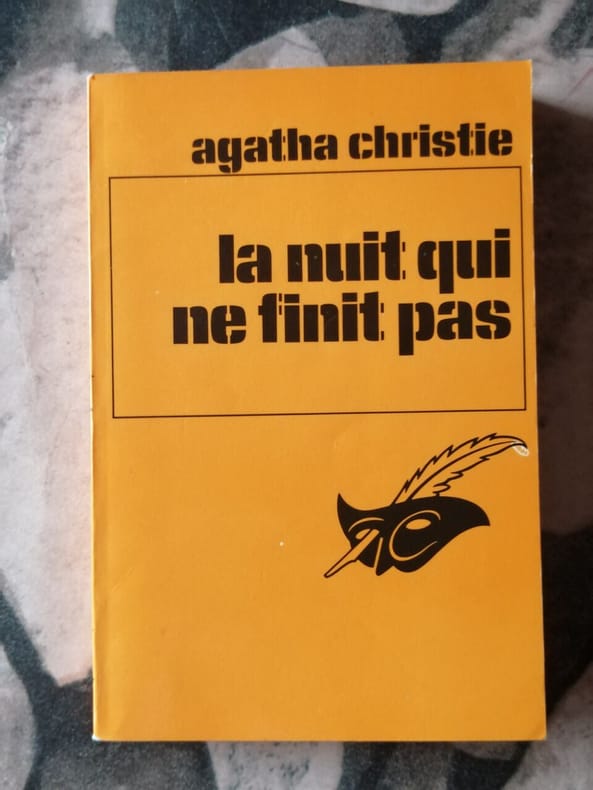 agatha christie
la nuit qui
ne finit pas